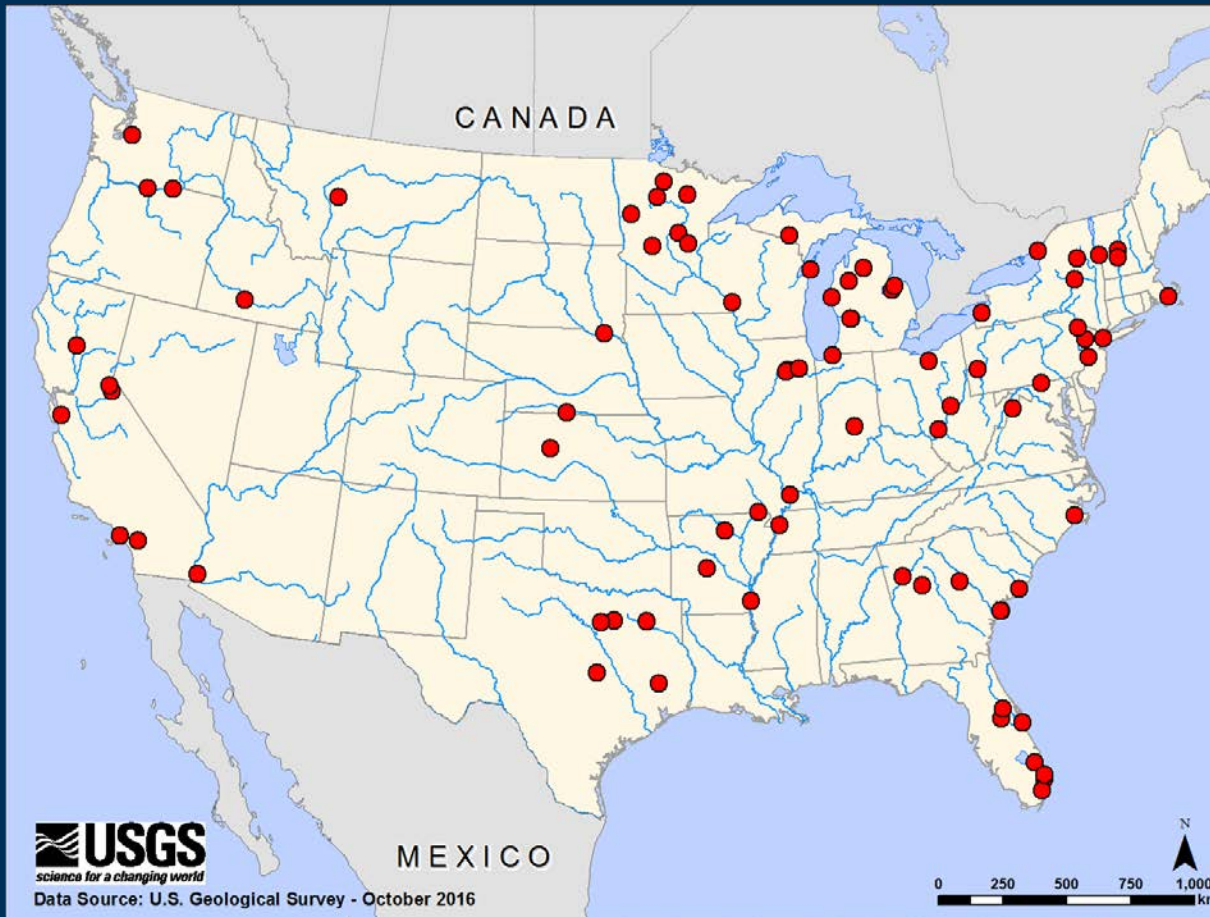 CANADA
MEXICO
USGS
science for a changing world
Data Source: U.S. Geological Survey - October 2016
N
0 250 500 750 1,000
km